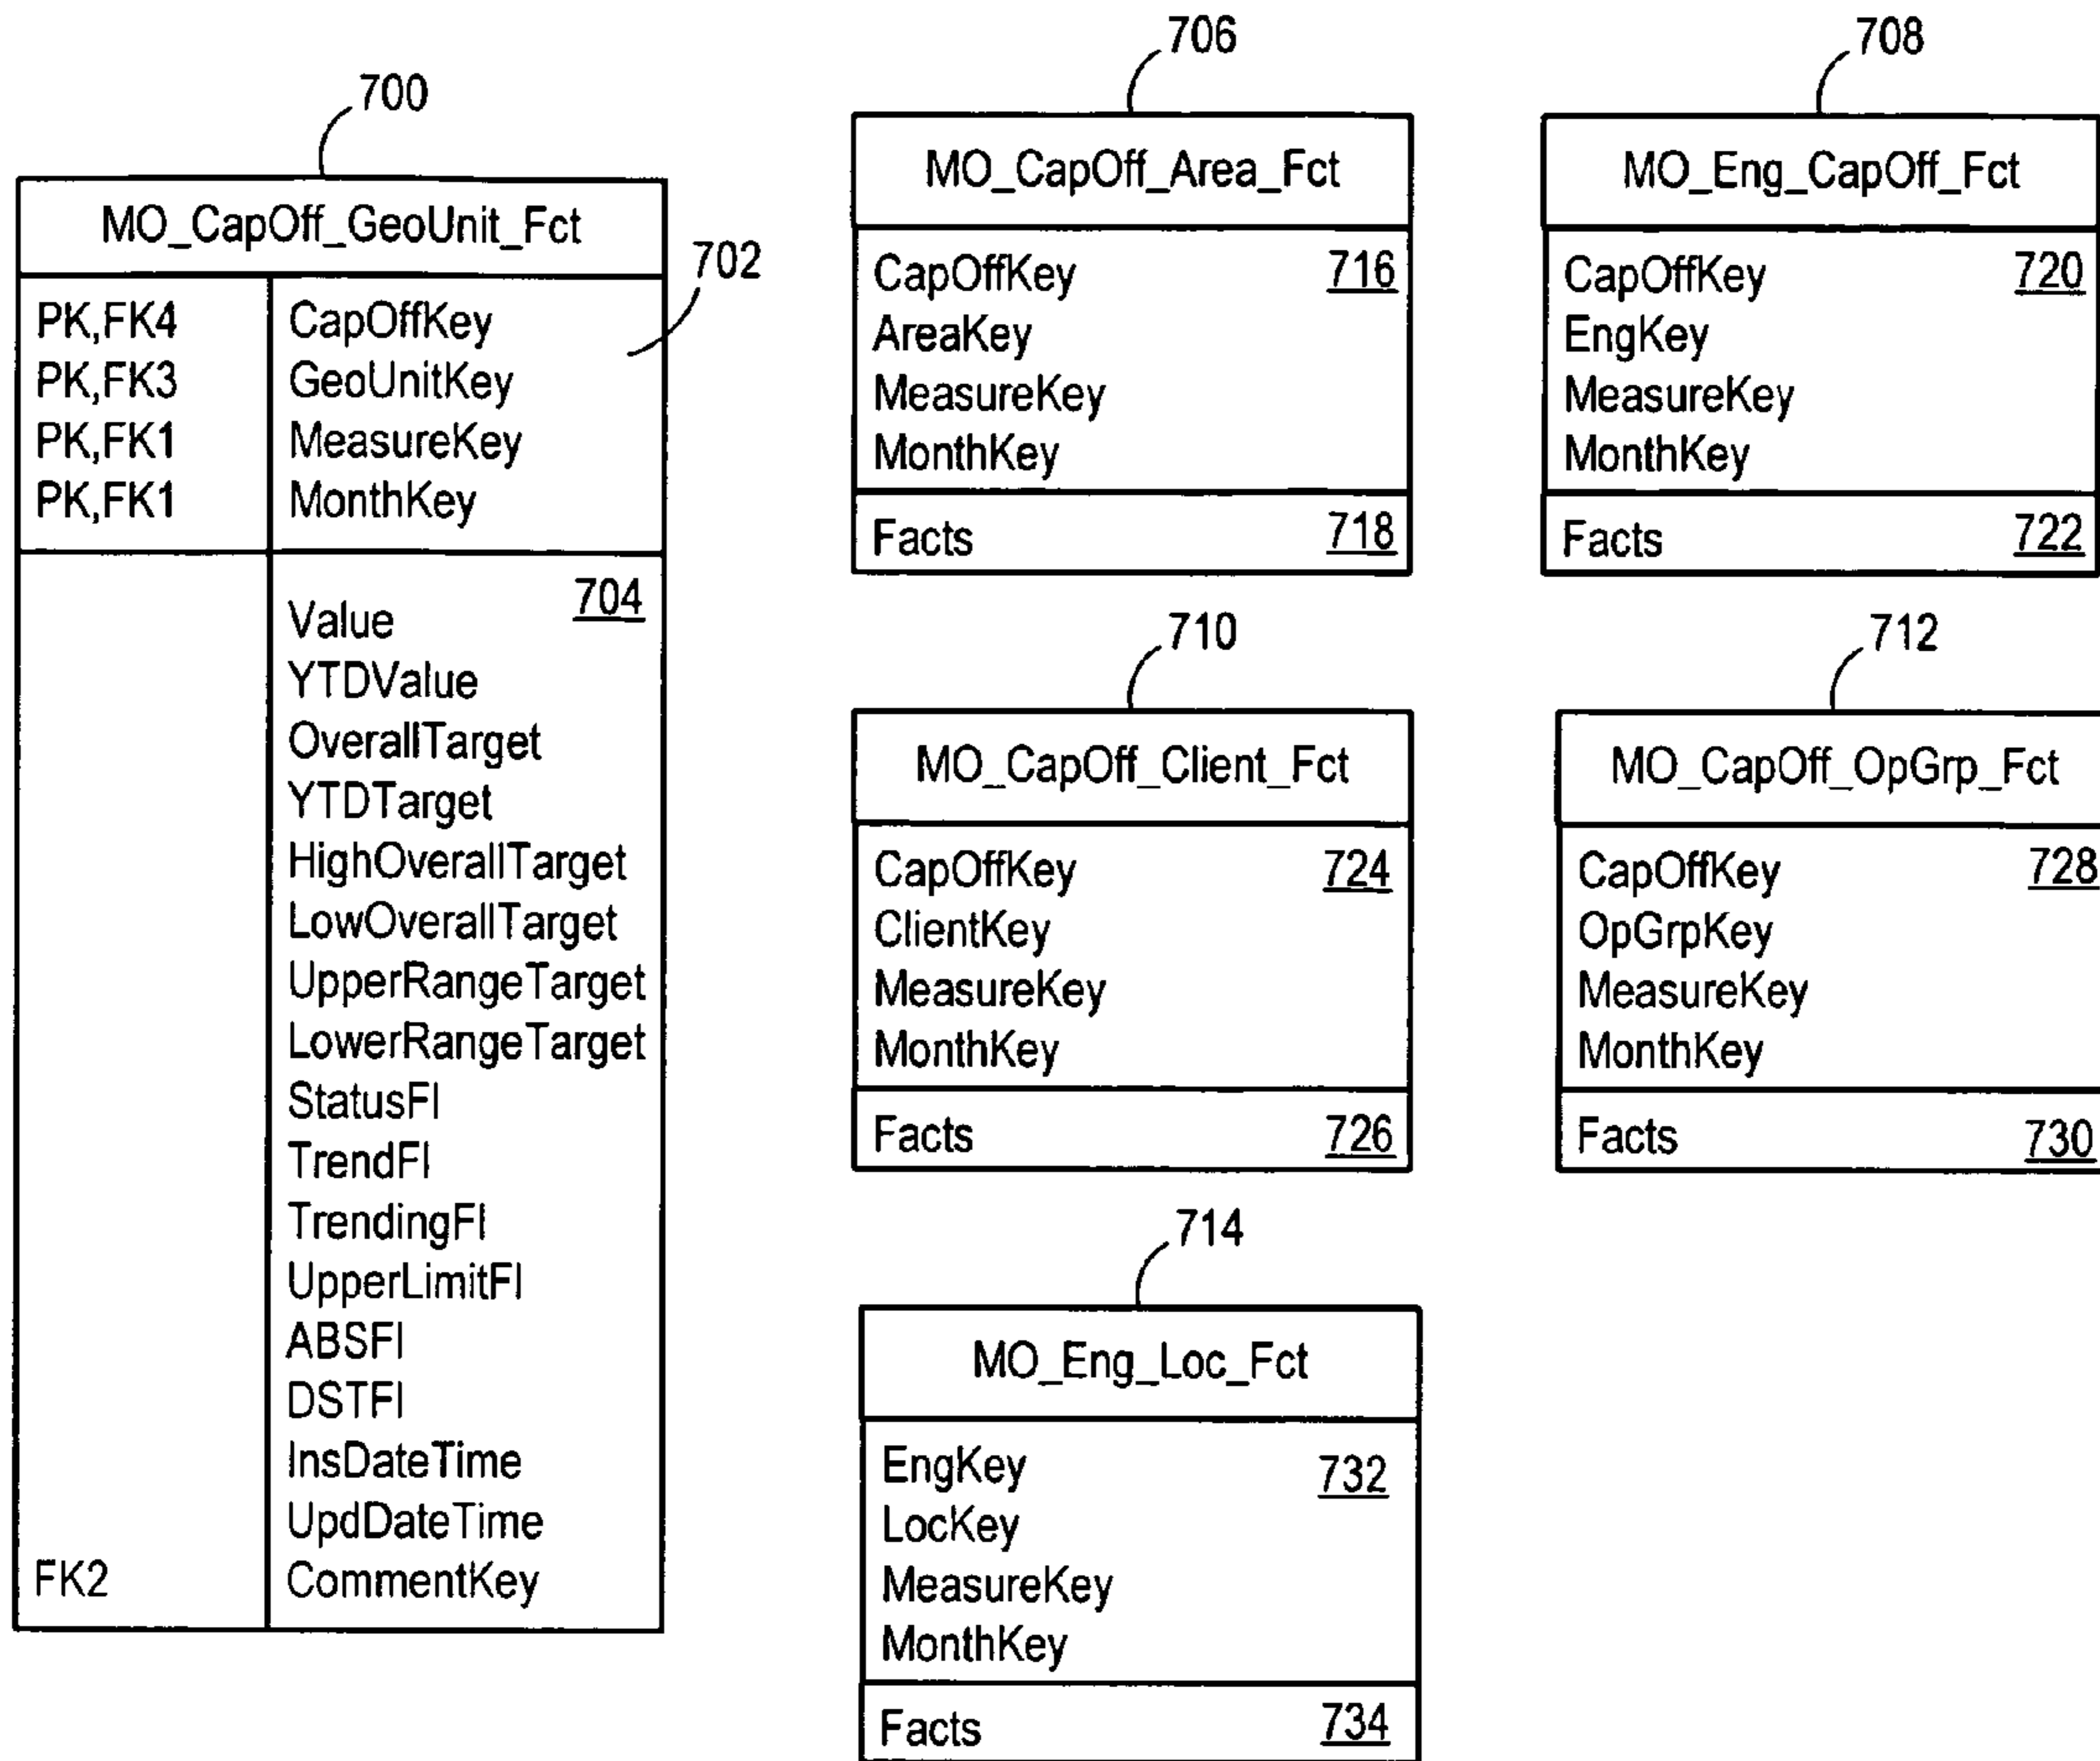 700
MO_CapOff_GeoUnit_Fct
702
PK,FK4 CapOffKey
PK,FK3 GeoUnitKey
PK,FK1 MeasureKey
PK,FK1 MonthKey
704
Value
YTDValue
OverallTarget
YTDTarget
HighOverallTarget
LowOverallTarget
UpperRangeTarget
LowerRangeTarget
StatusFl
TrendFl
TrendingFl
UpperLimitFl
ABSFl
DSTFl
InsDateTime
UpdDateTime
FK2 CommentKey
706
MO_CapOff_Area_Fct
CapOffKey 716
AreaKey
MeasureKey
MonthKey
Facts 718
708
MO_Eng_CapOff_Fct
CapOffKey 720
EngKey
MeasureKey
MonthKey
Facts 722
710
MO_CapOff_Client_Fct
CapOffKey 724
ClientKey
MeasureKey
MonthKey
Facts 726
712
MO_CapOff_OpGrp_Fct
CapOffKey 728
OpGrpKey
MeasureKey
MonthKey
Facts 730
714
MO_Eng_Loc_Fct
EngKey 732
LocKey
MeasureKey
MonthKey
Facts 734